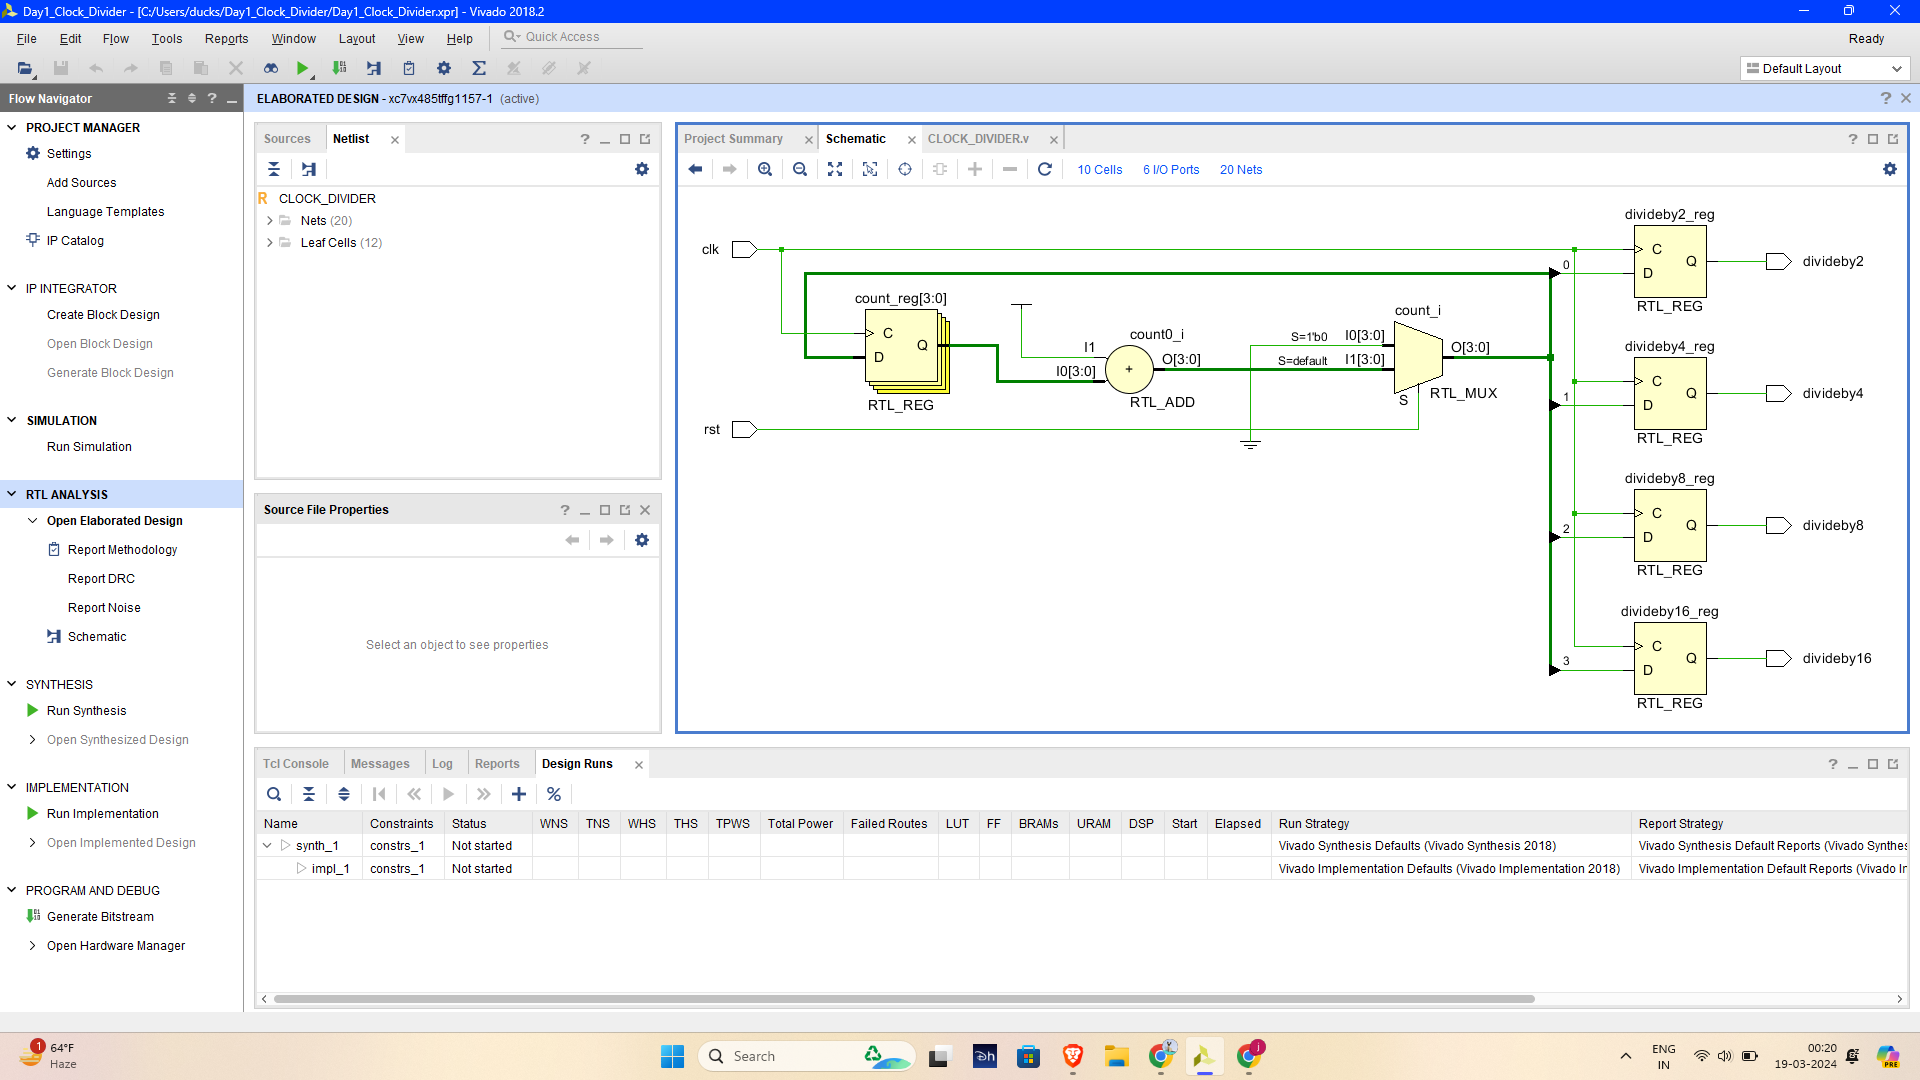 Day1_Clock_Divider - [C:/Users/ducks/Day1_Clock_Divider/Day1_Clock_Divider.xpr] - Vivado 2018.2
File Edit Flow Tools Reports Window Layout View Help Quick Access Ready
Default Layout
Flow Navigator
ELABORATED DESIGN - xc7vx485tffg1157-1 (active)
PROJECT MANAGER
Settings
Add Sources
Language Templates
IP Catalog
IP INTEGRATOR
Create Block Design
Open Block Design
Generate Block Design
SIMULATION
Run Simulation
RTL ANALYSIS
Open Elaborated Design
Report Methodology
Report DRC
Report Noise
Schematic
SYNTHESIS
Run Synthesis
Open Synthesized Design
IMPLEMENTATION
Run Implementation
Open Implemented Design
PROGRAM AND DEBUG
Generate Bitstream
Open Hardware Manager
Sources Netlist
CLOCK_DIVIDER
Nets (20)
Leaf Cells (12)
Source File Properties
Select an object to see properties
Project Summary Schematic CLOCK_DIVIDER.v
10 Cells 6 I/O Ports 20 Nets
clk
rst
count_reg[3:0]
C
D
Q
RTL_REG
count0_i
I1
I0[3:0]
+
O[3:0]
RTL_ADD
count_i
S=1'b0 I0[3:0]
S=default I1[3:0]
O[3:0]
S
RTL_MUX
divideby2_reg
0
C
D
Q
RTL_REG
divideby2
divideby4_reg
1
C
D
Q
RTL_REG
divideby4
divideby8_reg
2
C
D
Q
RTL_REG
divideby8
divideby16_reg
3
C
D
Q
RTL_REG
divideby16
Tcl Console Messages Log Reports Design Runs
Name Constraints Status WNS TNS WHS THS TPWS Total Power Failed Routes LUT FF BRAMs URAM DSP Start Elapsed Run Strategy Report Strategy
synth_1 constrs_1 Not started Vivado Synthesis Defaults (Vivado Synthesis 2018) Vivado Synthesis Default Reports (Vivado Synthes
impl_1 constrs_1 Not started Vivado Implementation Defaults (Vivado Implementation 2018) Vivado Implementation Default Reports (Vivado Ir
1
64°F
Haze
Search
ENG
IN
00:20
19-03-2024
PRE